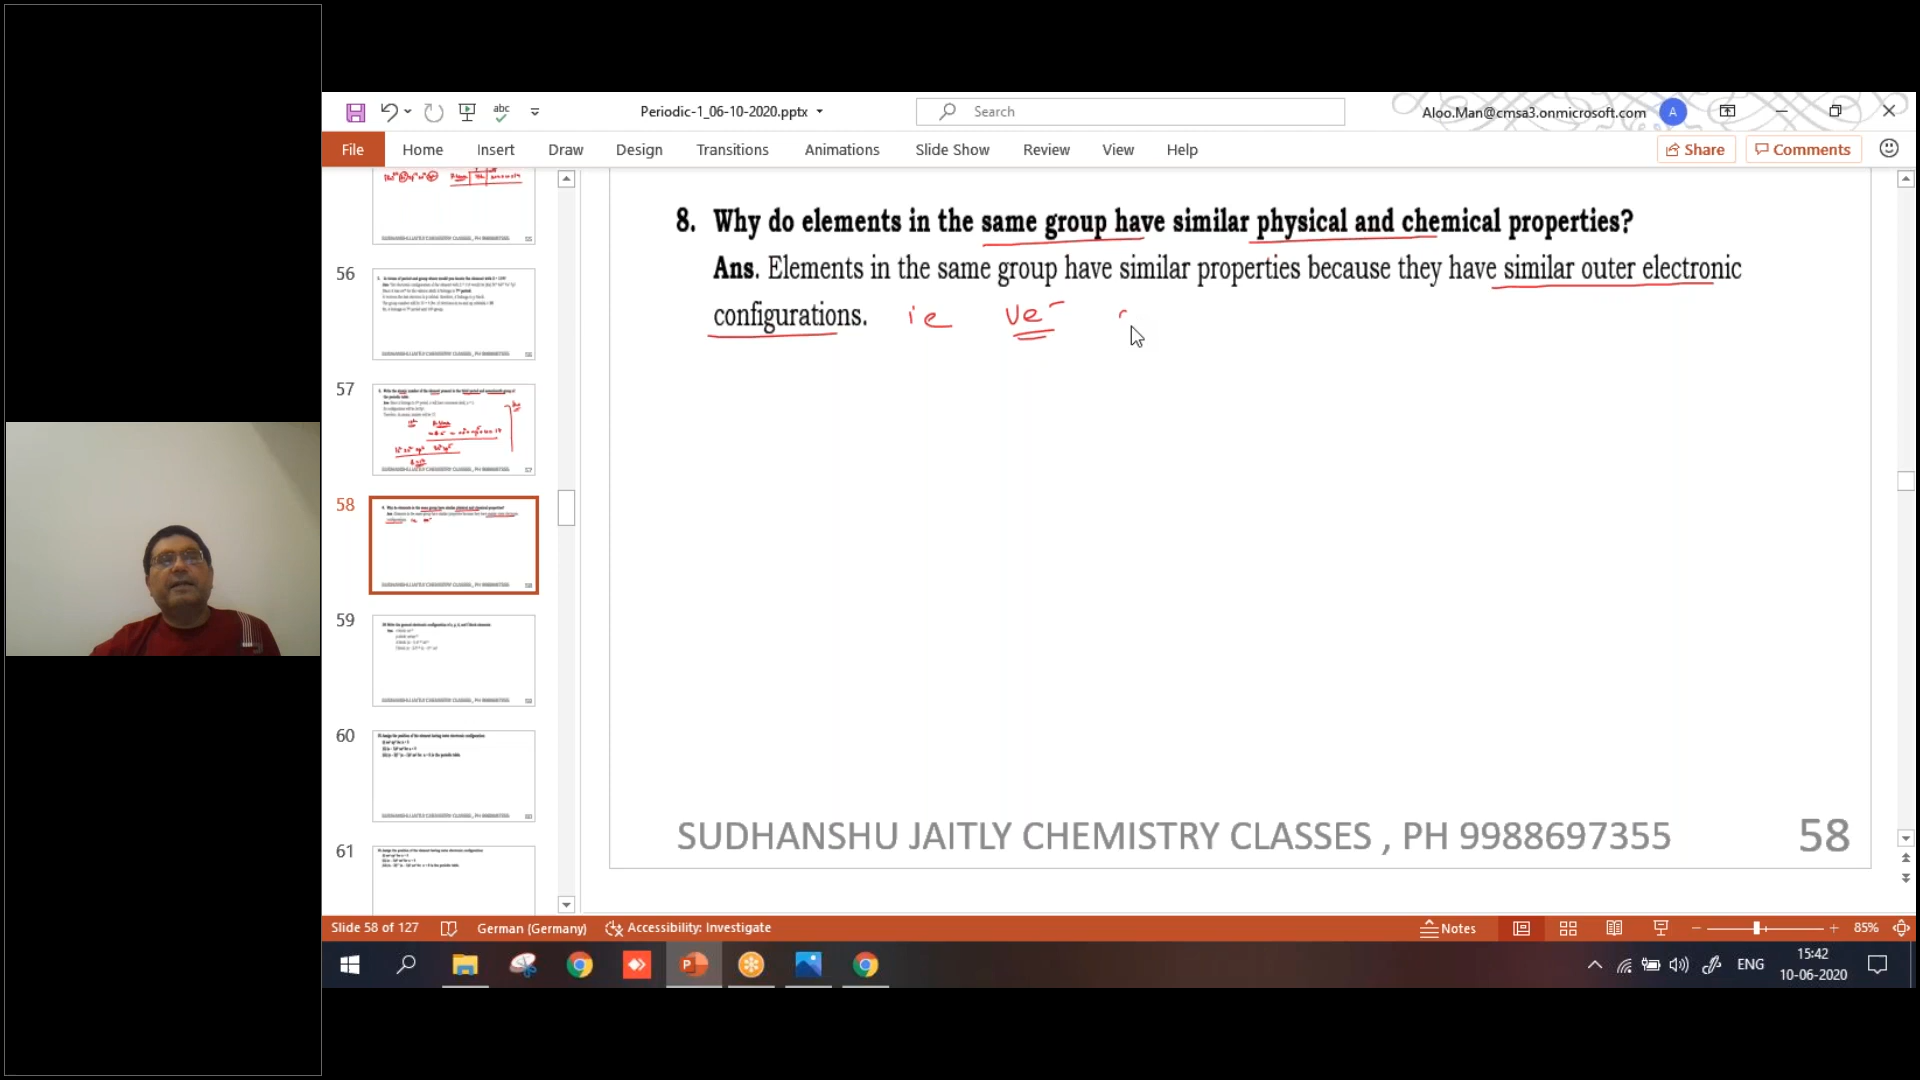 Periodic-1_06-10-2020.pptx
Search
Aloo.Man@cmsa3.onmicrosoft.com
A
abc
File Home Insert Draw Design Transitions Animations Slide Show Review View Help
Share
Comments
56
57
58
59
60
61
8. Why do elements in the same group have similar physical and chemical properties?
Ans. Elements in the same group have similar properties because they have similar outer electronic
configurations. ie ve⁻
SUDHANSHU JAITLY CHEMISTRY CLASSES , PH 9988697355
58
Slide 58 of 127
German (Germany)
Accessibility: Investigate
Notes
85%
ENG
15:42
10-06-2020